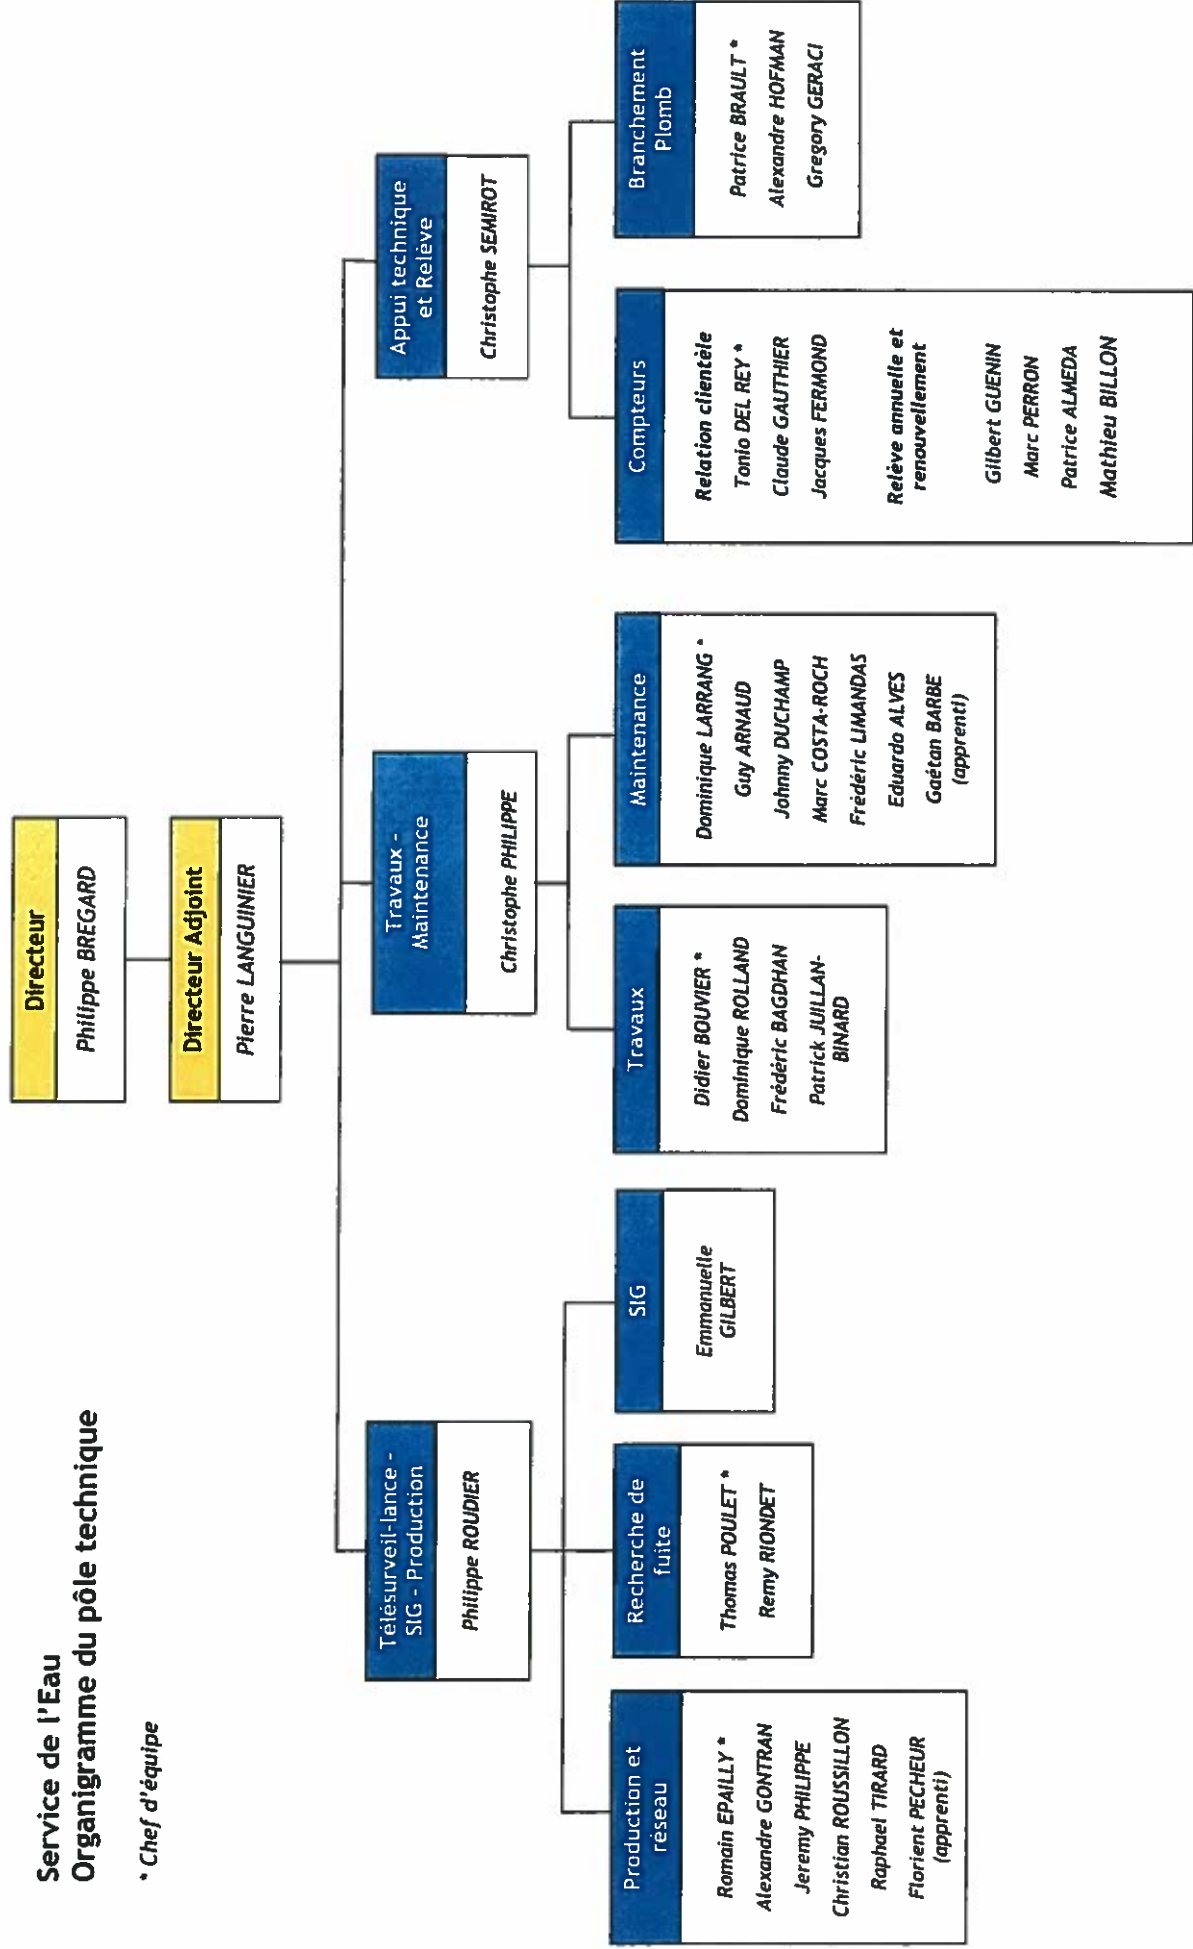 Service de l'Eau
Organigramme du pôle technique
* Chef d'équipe
Directeur
Philippe BREGARD
Directeur Adjoint
Pierre LANGUINIER
Télésurveil-lance -
SIG - Production
Philippe ROUDIER
Travaux -
Maintenance
Christophe PHILIPPE
Appui technique
et Relève
Christophe SEMIROT
Production et
réseau
Romain EPAILLY *
Alexandre GONTRAN
Jeremy PHILIPPE
Christian ROUSSILLON
Raphael TIRARD
Florient PECHEUR
(apprenti)
Recherche de
fuite
Thomas POULET *
Remy RIONDET
SIG
Emmanuelle
GILBERT
Travaux
Didier BOUVIER *
Dominique ROLLAND
Frédéric BAGDHAN
Patrick JUILLAN-
BINARD
Maintenance
Dominique LARRANG *
Guy ARNAUD
Johnny DUCHAMP
Marc COSTA-ROCH
Frédéric LIMANDAS
Eduardo ALVES
Gaétan BARBE
(apprenti)
Compteurs
Relation clientèle
Tonio DEL REY *
Claude GAUTHIER
Jacques FERMOND
Relève annuelle et
renouvellement
Gilbert GUENIN
Marc PERRON
Patrice ALMEDA
Mathieu BILLON
Branchement
Plomb
Patrice BRAULT *
Alexandre HOFMAN
Gregory GERACI